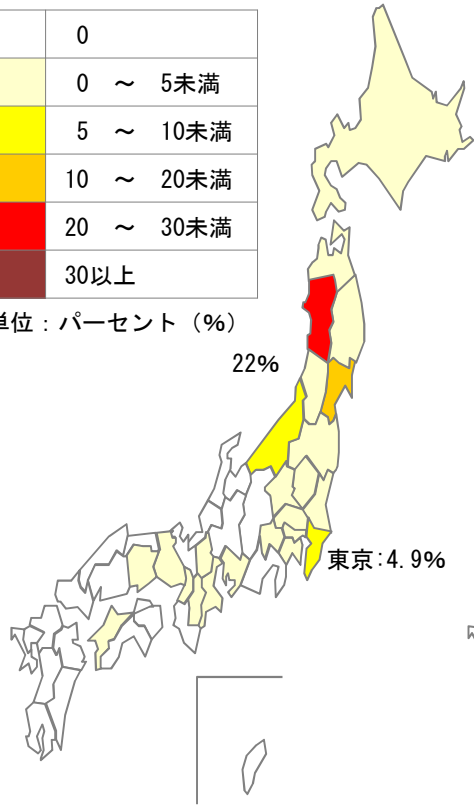 0
0 ～ 5未満
5 ～ 10未満
10 ～ 20未満
20 ～ 30未満
30以上
単位：パーセント（%）
22%
東京:4.9%